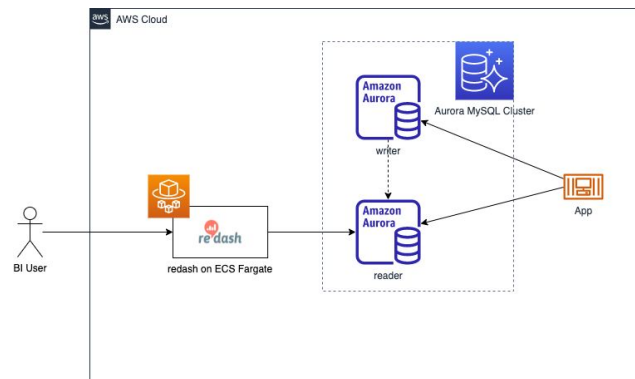 aws
AWS Cloud
Amazon
Aurora
Aurora MySQL Cluster
writer
Amazon
Aurora
reader
App
BI User
redash
redash on ECS Fargate